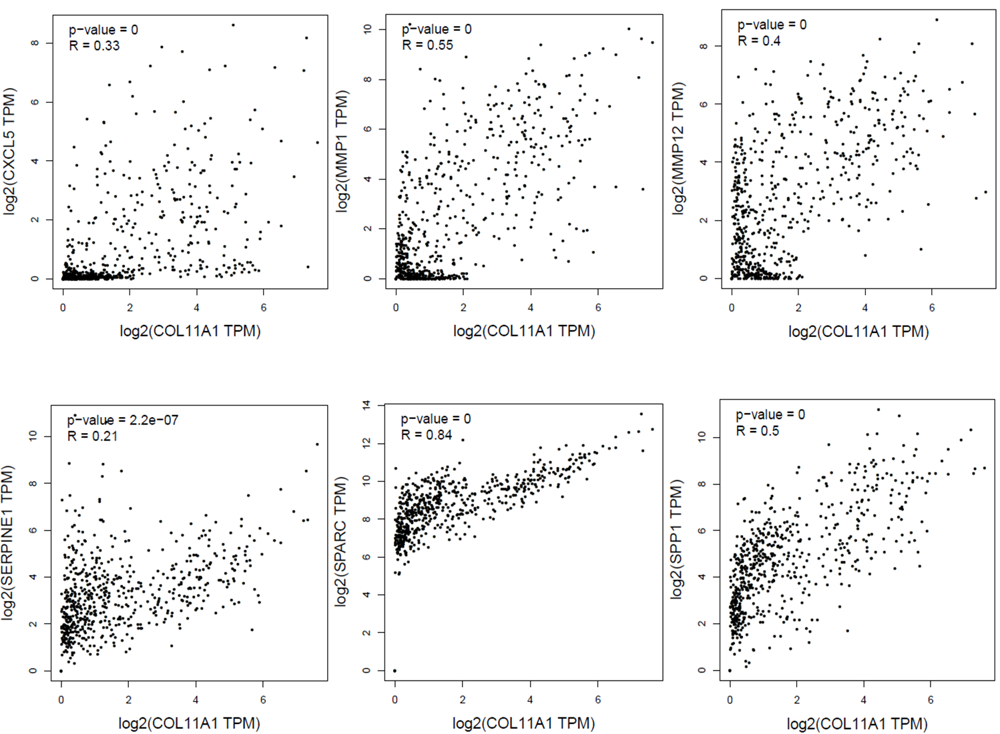 p-value = 0
R = 0.33
log2(CXCL5 TPM)
0 2 4 6 8
0 2 4 6
log2(COL11A1 TPM)
p-value = 0
R = 0.55
log2(MMP1 TPM)
0 2 4 6 8 10
0 2 4 6
log2(COL11A1 TPM)
p-value = 0
R = 0.4
log2(MMP12 TPM)
0 2 4 6 8
0 2 4 6
log2(COL11A1 TPM)
p-value = 2.2e-07
R = 0.21
log2(SERPINE1 TPM)
0 2 4 6 8 10
0 2 4 6
log2(COL11A1 TPM)
p-value = 0
R = 0.84
log2(SPARC TPM)
0 2 4 6 8 10 12 14
0 2 4 6
log2(COL11A1 TPM)
p-value = 0
R = 0.5
log2(SPP1 TPM)
0 2 4 6 8 10
0 2 4 6
log2(COL11A1 TPM)